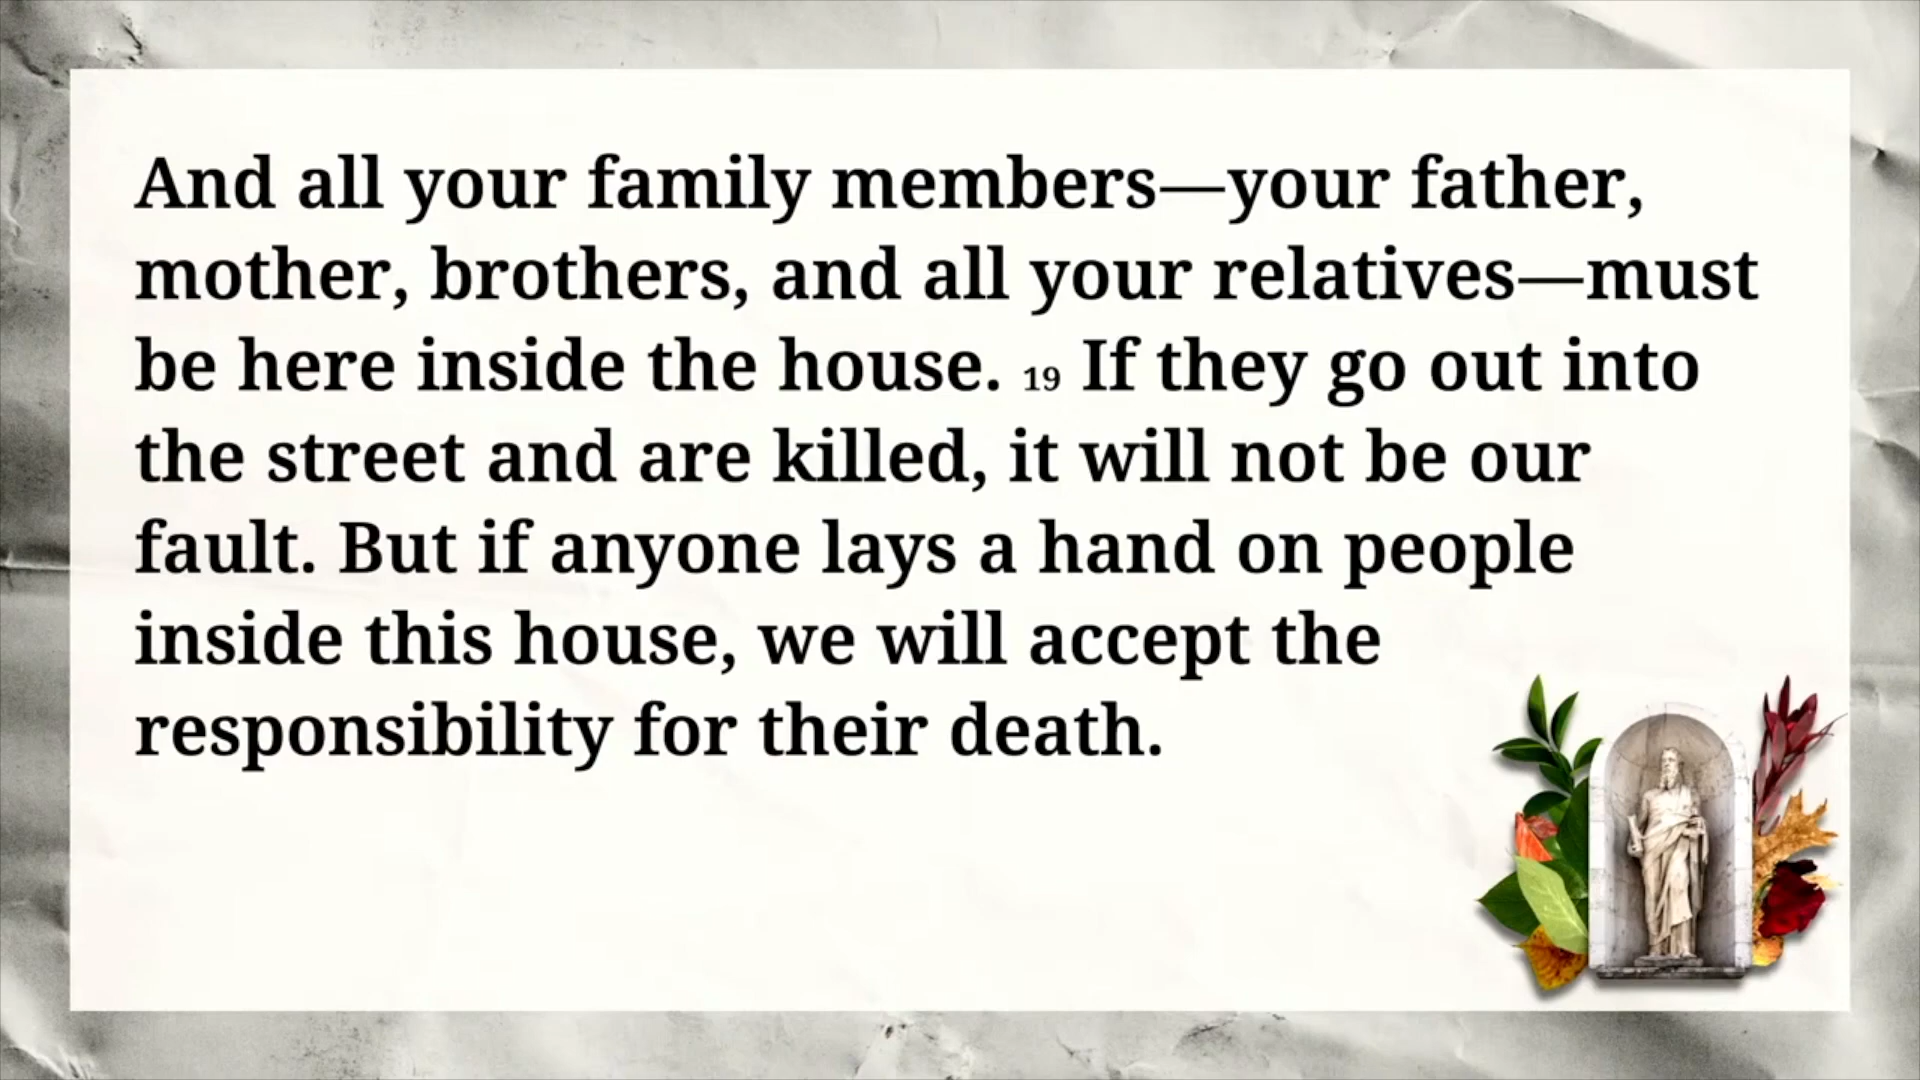 And all your family members—your father,
mother, brothers, and all your relatives—must
be here inside the house. 19 If they go out into
the street and are killed, it will not be our
fault. But if anyone lays a hand on people
inside this house, we will accept the
responsibility for their death.